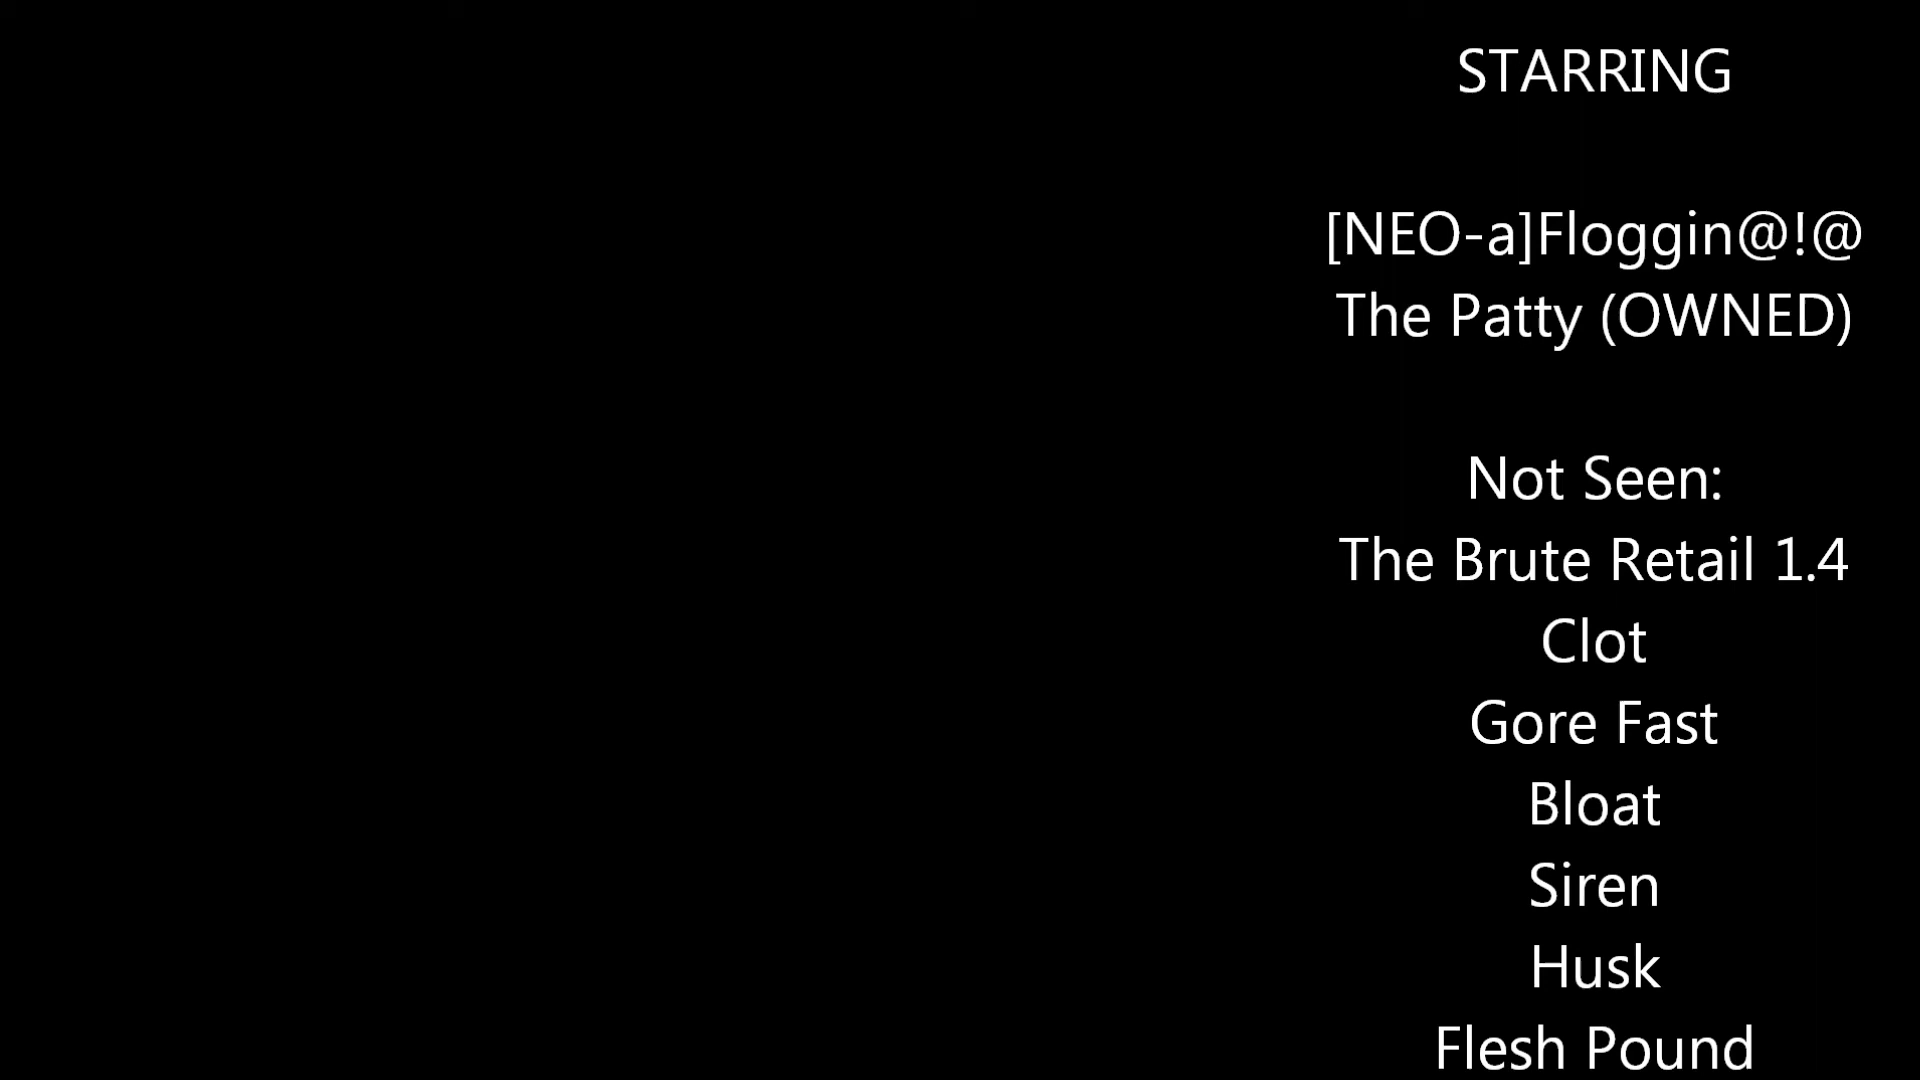 STARRING
[NEO-a]Floggin@!@
The Patty (OWNED)
Not Seen:
The Brute Retail 1.4
Clot
Gore Fast
Bloat
Siren
Husk
Flesh Pound